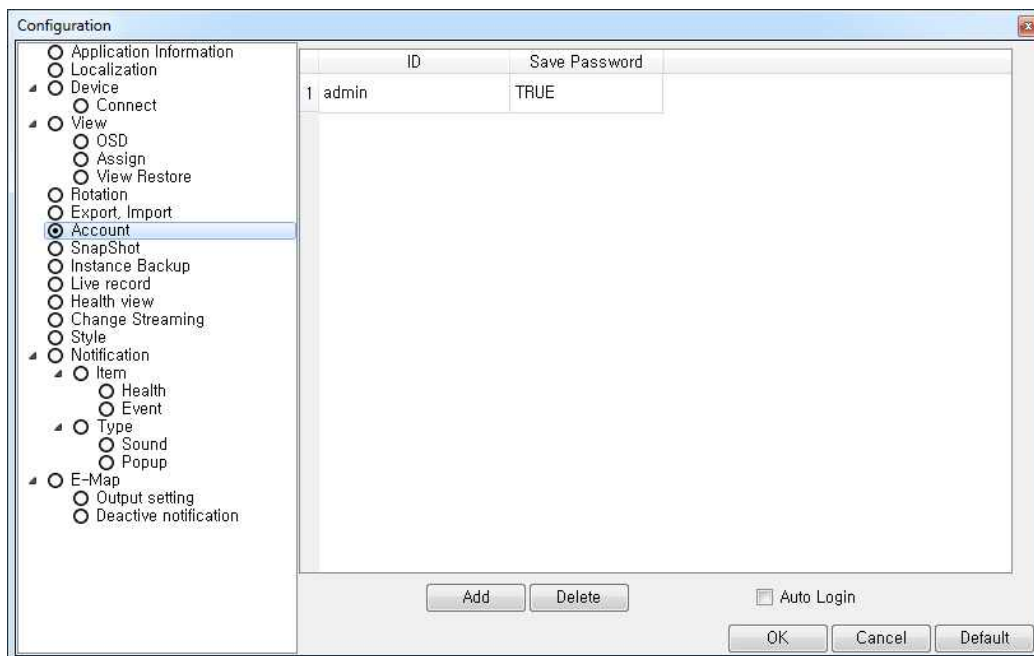 Configuration
Application Information
Localization
Device
Connect
View
OSD
Assign
View Restore
Rotation
Export, Import
Account
SnapShot
Instance Backup
Live record
Health view
Change Streaming
Style
Notification
Item
Health
Event
Type
Sound
Popup
E-Map
Output setting
Deactive notification
ID Save Password
1 admin TRUE
Add Delete Auto Login
OK Cancel Default